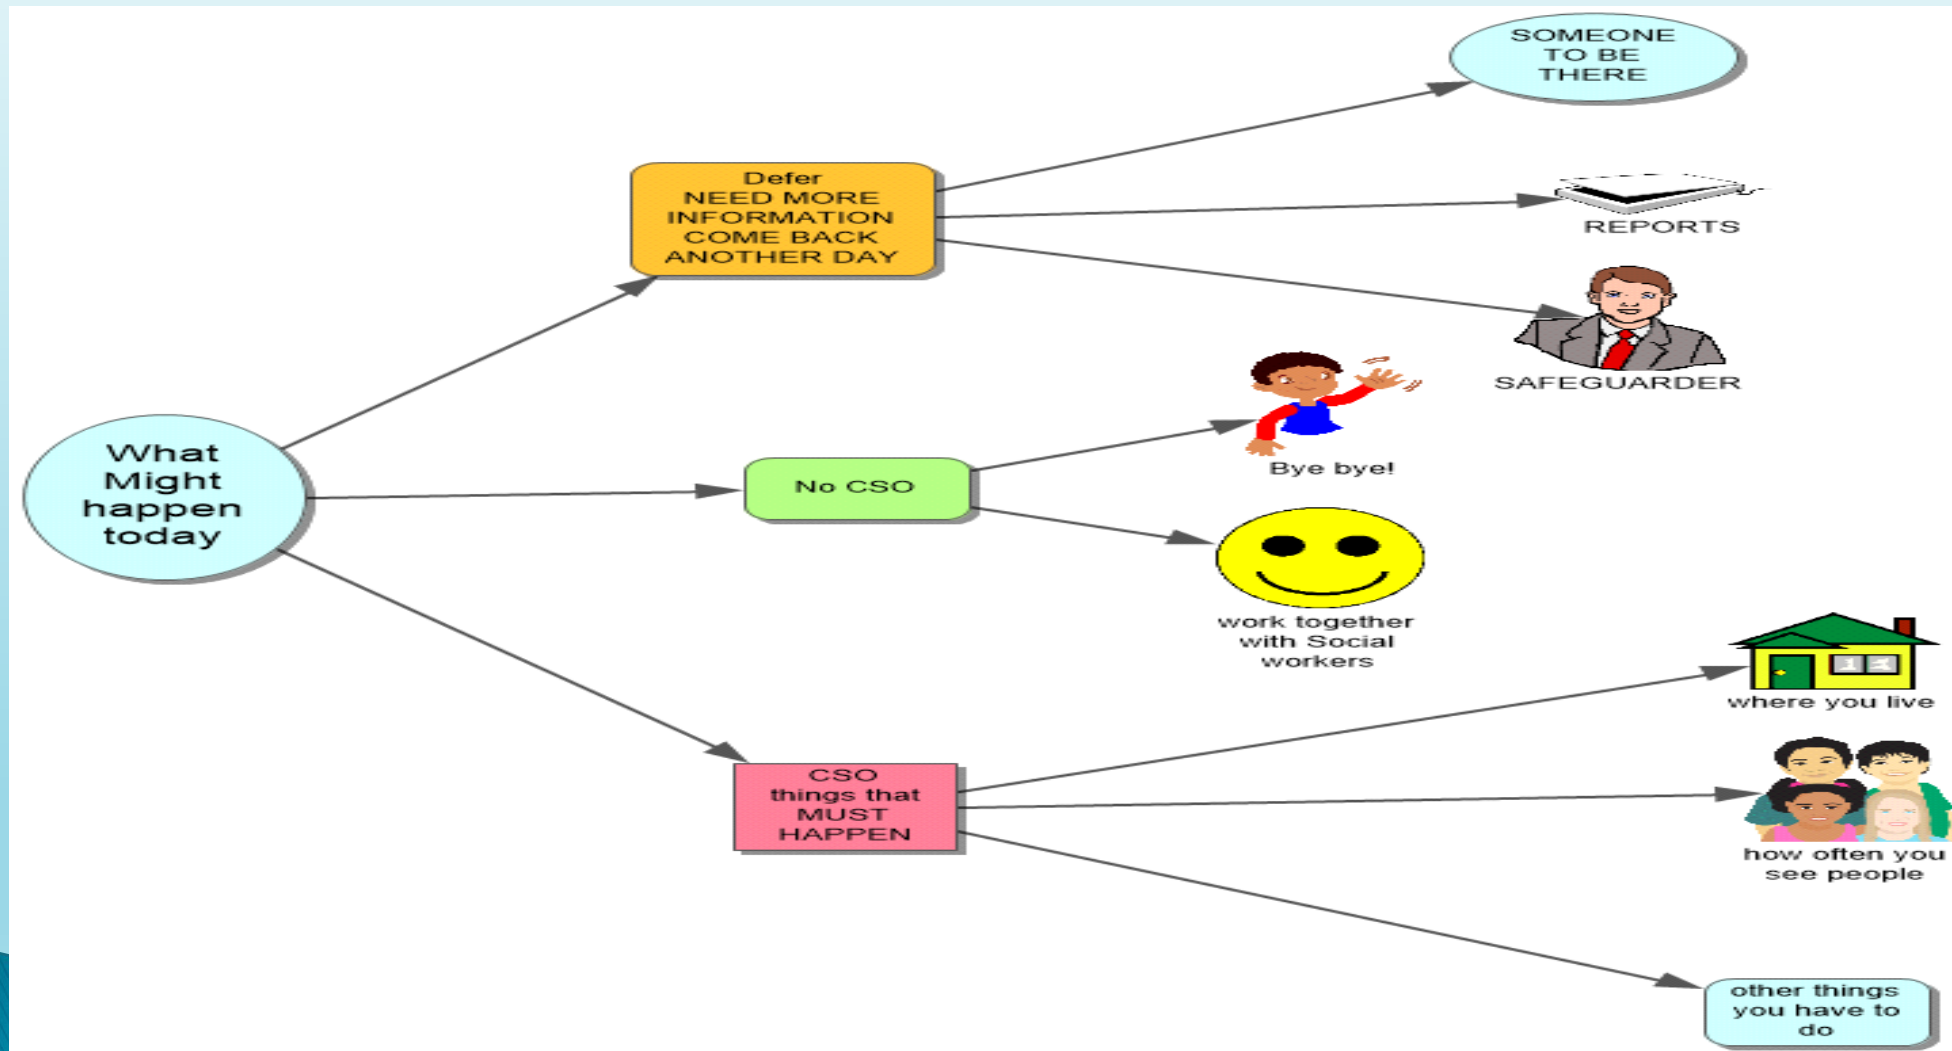 What
Might
happen
today
Defer
NEED MORE
INFORMATION
COME BACK
ANOTHER DAY
SOMEONE
TO BE
THERE
REPORTS
SAFEGUARDER
No CSO
Bye bye!
work together
with Social
workers
CSO
things that
MUST
HAPPEN
where you live
how often you
see people
other things
you have to
do